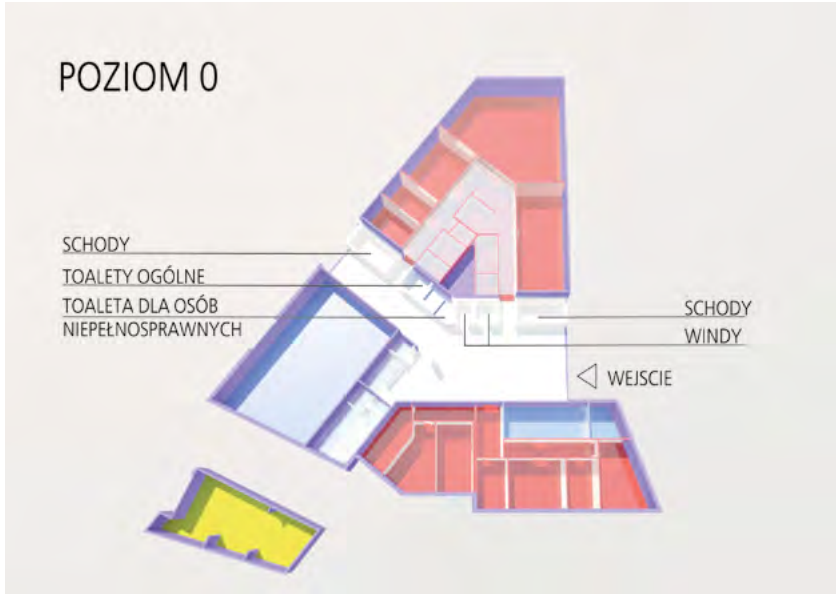 POZIOM 0
SCHODY
TOALETY OGÓLNE
TOALETA DLA OSÓB
NIEPEŁNOSPRAWNYCH
SCHODY
WINDY
WEJSCIE